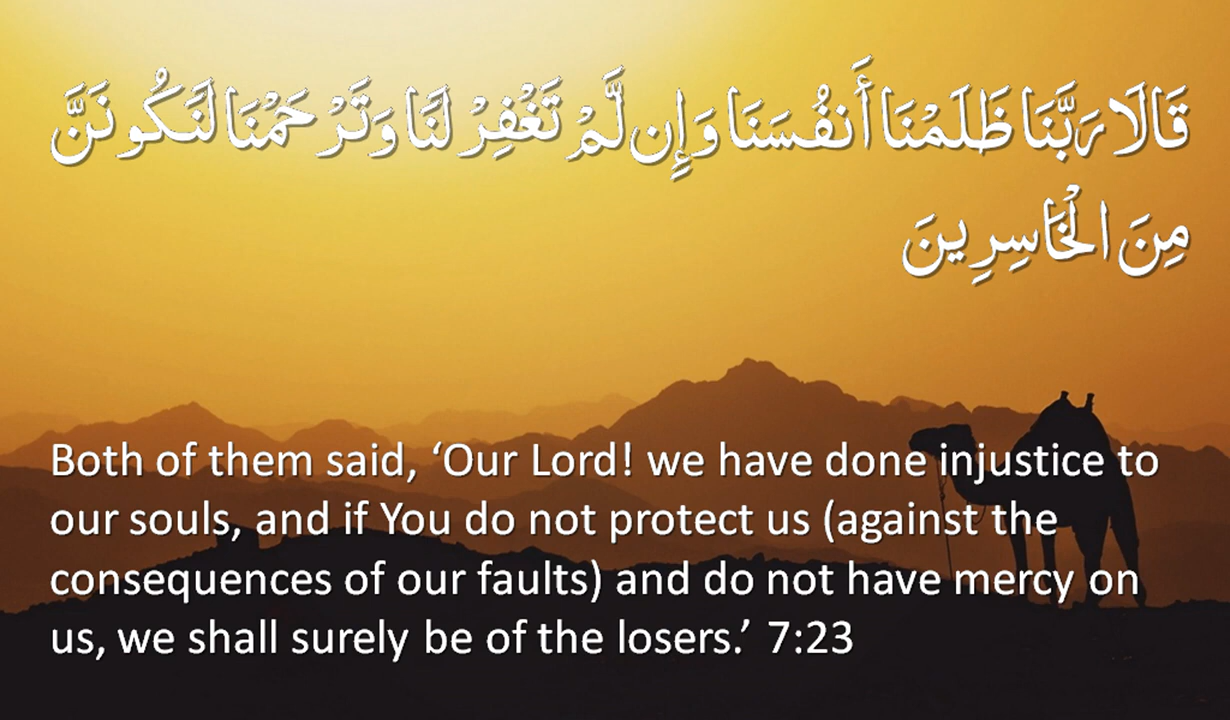 قَالَا رَبَّنَا ظَلَمْنَا أَنفُسَنَا وَإِن لَّمْ تَغْفِرْ لَنَا وَتَرْحَمْنَا لَنَكُونَنَّ
مِنَ الْخَاسِرِينَ
Both of them said, ‘Our Lord! we have done injustice to
our souls, and if You do not protect us (against the
consequences of our faults) and do not have mercy on
us, we shall surely be of the losers.’ 7:23